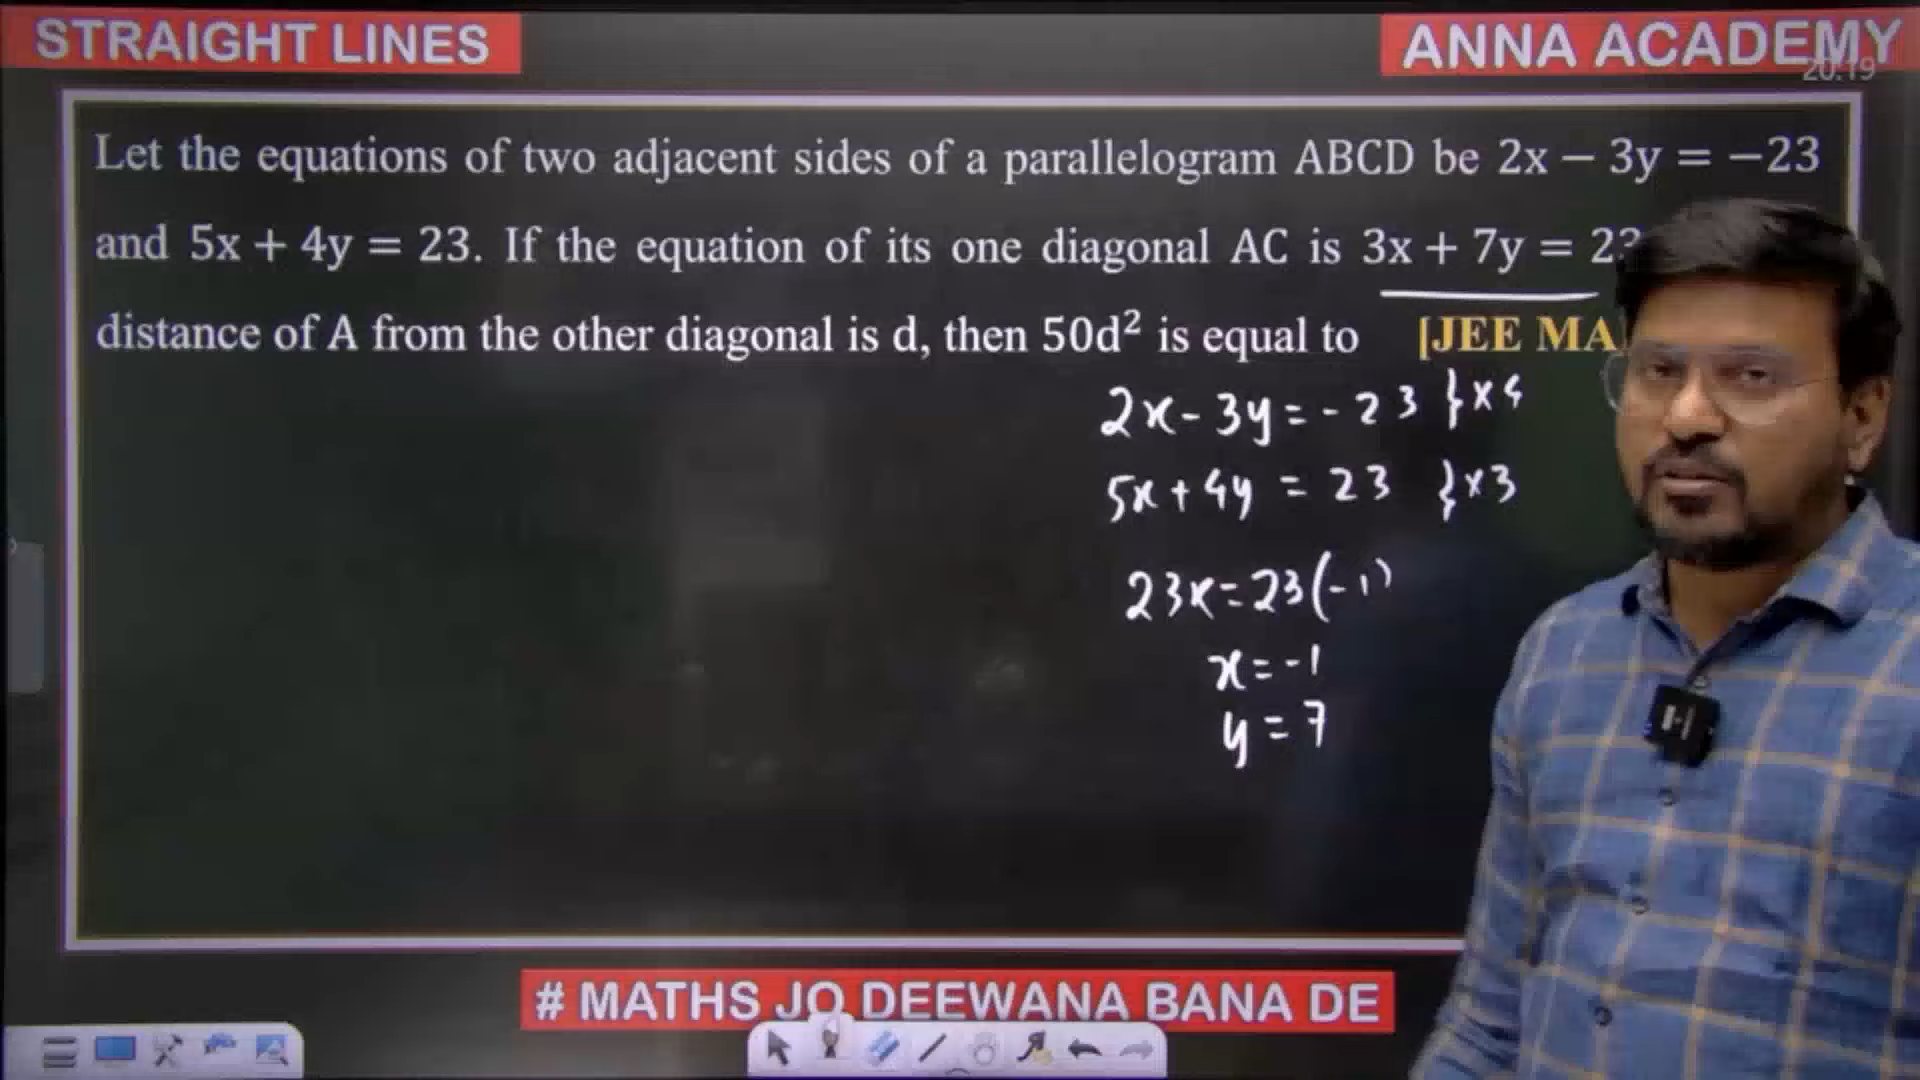 STRAIGHT LINES
ANNA ACADEMY
20:19
Let the equations of two adjacent sides of a parallelogram ABCD be 2x − 3y = −23
and 5x + 4y = 23. If the equation of its one diagonal AC is 3x + 7y = 23
distance of A from the other diagonal is d, then 50d² is equal to [JEE MA
2x - 3y = - 23 } x 4
5x + 4y = 23 } x 3
23x = 23(-1)
x = -1
y = 7
# MATHS JO DEEWANA BANA DE